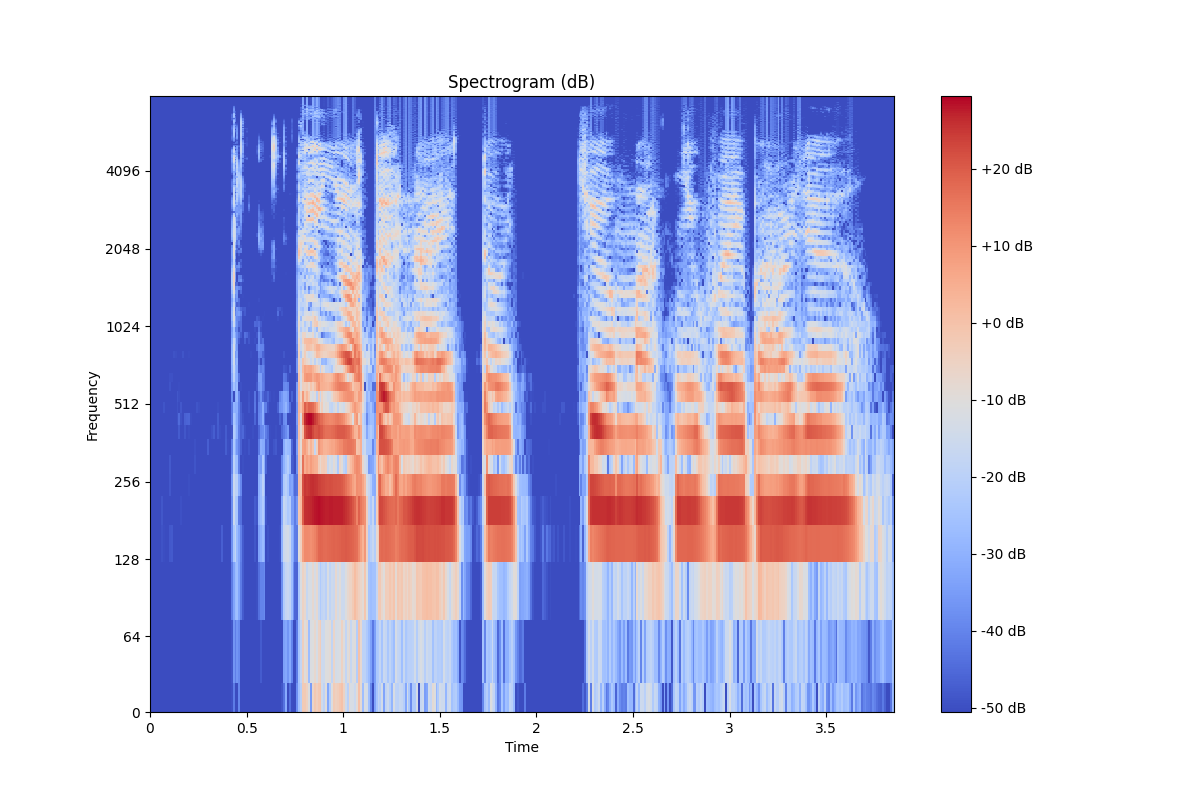 Spectrogram (dB)
Frequency
4096
2048
1024
512
256
128
64
0
0 0.5 1 1.5 2 2.5 3 3.5
Time
+20 dB
+10 dB
+0 dB
-10 dB
-20 dB
-30 dB
-40 dB
-50 dB